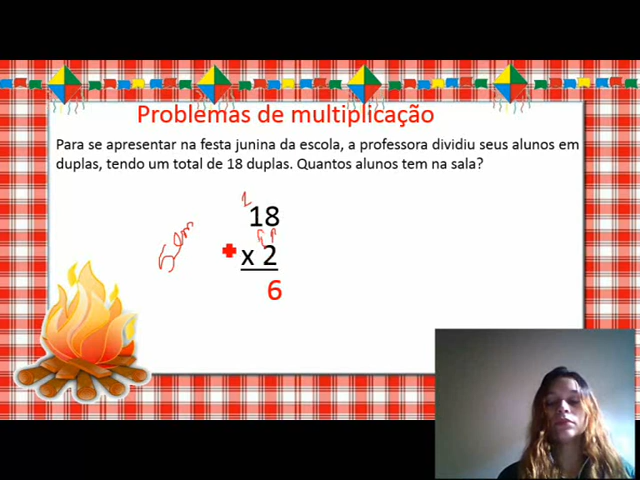 Problemas de multiplicação
Para se apresentar na festa junina da escola, a professora dividiu seus alunos em
duplas, tendo um total de 18 duplas. Quantos alunos tem na sala?
1
18
x 2
6